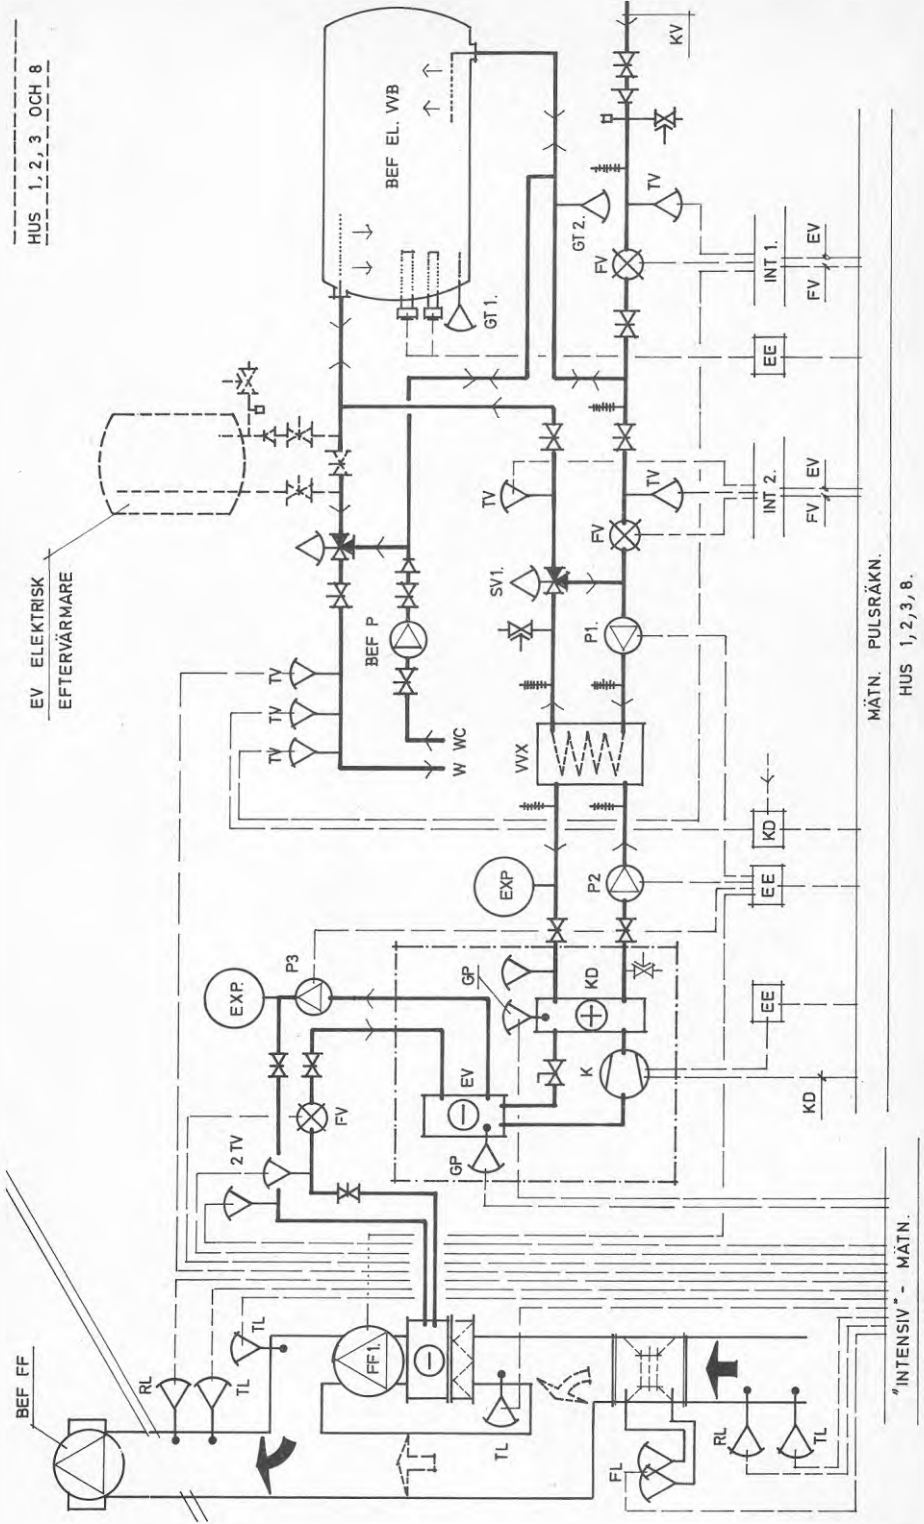 HUS 1, 2, 3 OCH 8
EV ELEKTRISK
EFTERVÄRMARE
BEF EL. VVB
GT 1.
GT 2.
KV
TV
FV
INT 1.
FV
EV
EE
TV
TV
FV
INT 2.
FV
EV
SV1.
P1.
BEF P
VV
VVC
TV
TV
TV
VVX
KD
EXP
P2
EE
EXP.
P3
GP
KD
EV
K
GP
EE
KD
FV
2 TV
MÄTN. PULSRÄKN.
HUS 1, 2, 3, 8.
BEF FF
RL
TL
TL
FF1.
TL
FL
RL
TL
"INTENSIV" - MÄTN.